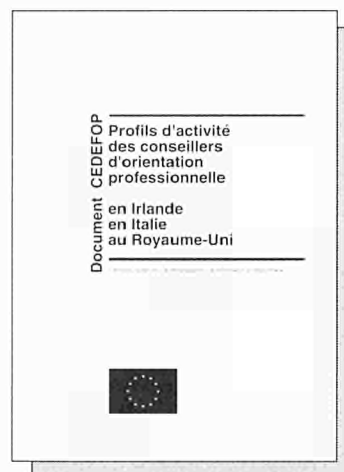 Document CEDEFOP
Profils d'activité
des conseillers
d'orientation
professionnelle
en Irlande
en Italie
au Royaume-Uni